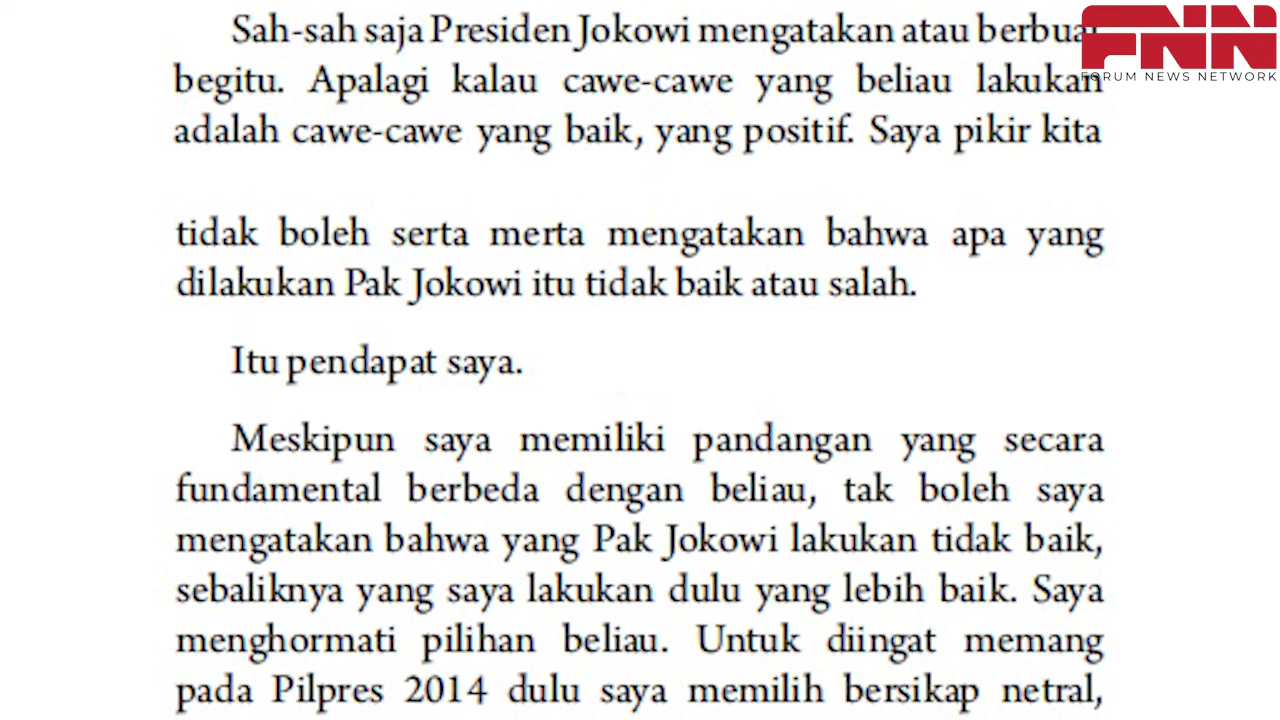 Sah-sah saja Presiden Jokowi mengatakan atau berbuat
begitu. Apalagi kalau cawe-cawe yang beliau lakukan
adalah cawe-cawe yang baik, yang positif. Saya pikir kita
tidak boleh serta merta mengatakan bahwa apa yang
dilakukan Pak Jokowi itu tidak baik atau salah.
Itu pendapat saya.
Meskipun saya memiliki pandangan yang secara
fundamental berbeda dengan beliau, tak boleh saya
mengatakan bahwa yang Pak Jokowi lakukan tidak baik,
sebaliknya yang saya lakukan dulu yang lebih baik. Saya
menghormati pilihan beliau. Untuk diingat memang
pada Pilpres 2014 dulu saya memilih bersikap netral,
FNN
FORUM NEWS NETWORK